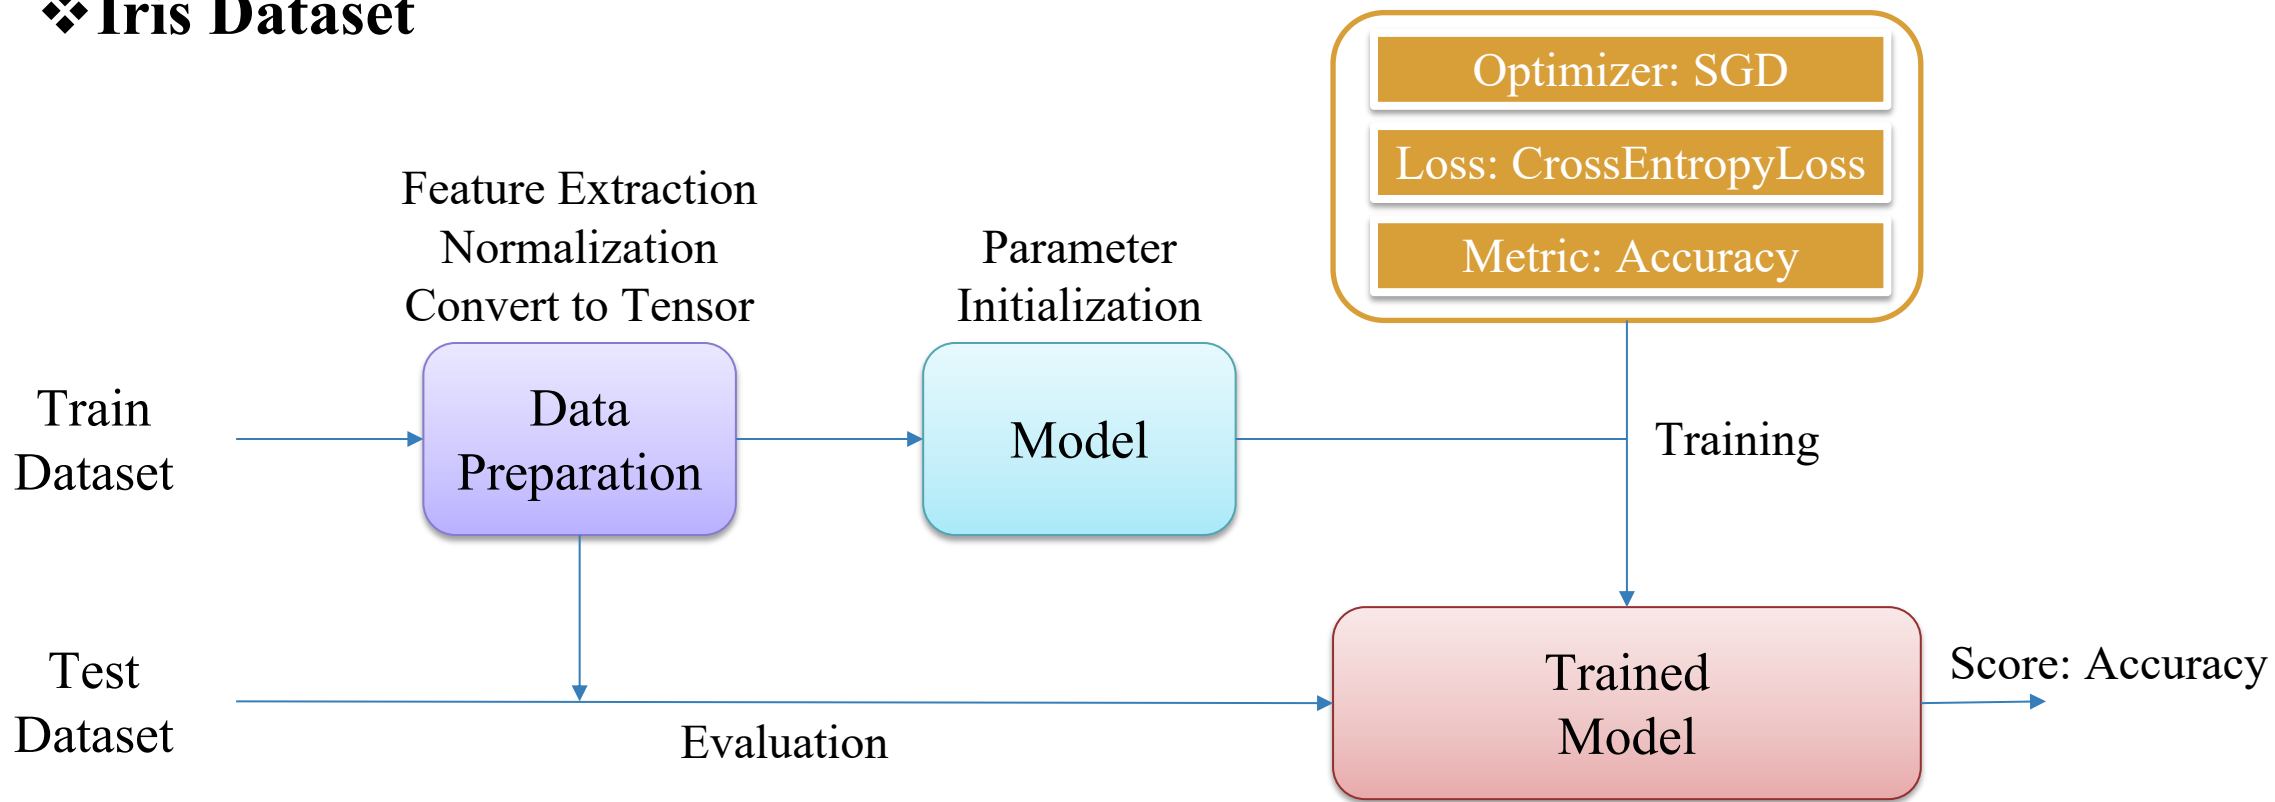 ❖Iris Dataset
Optimizer: SGD
Loss: CrossEntropyLoss
Metric: Accuracy
Feature Extraction
Normalization
Convert to Tensor
Parameter
Initialization
Train
Dataset
Data
Preparation
Model
Training
Test
Dataset
Evaluation
Trained
Model
Score: Accuracy